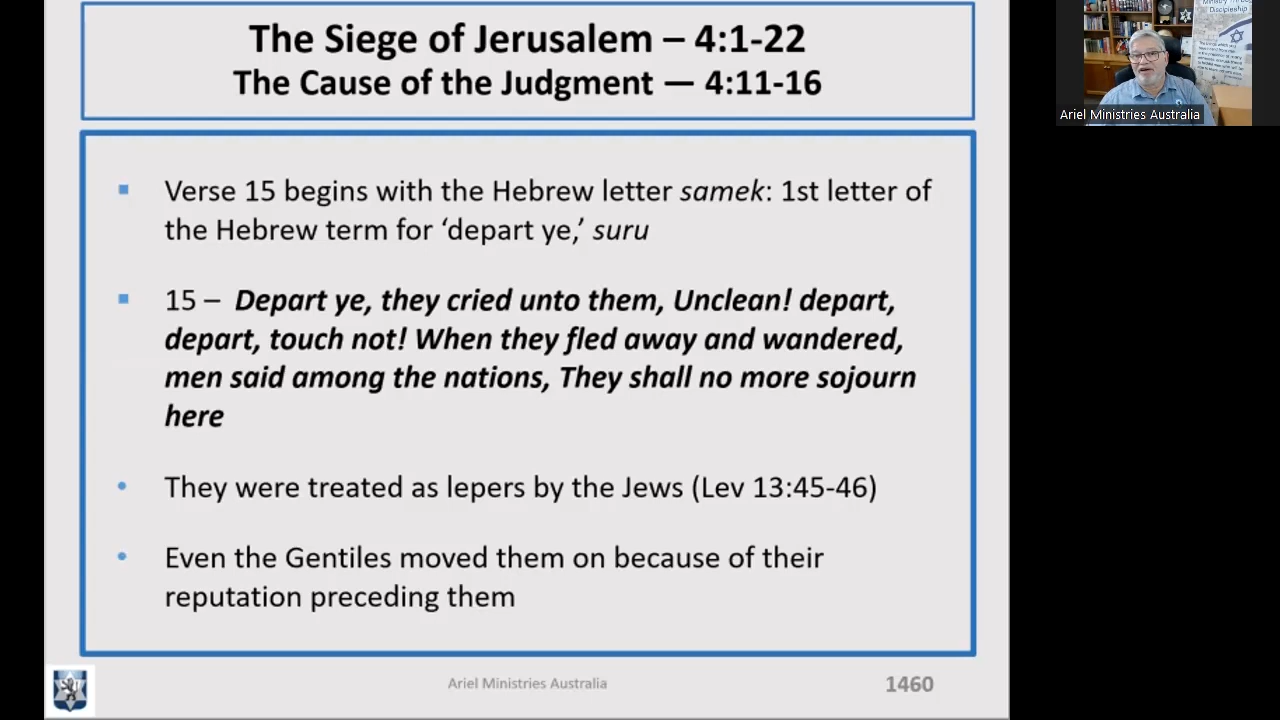 The Siege of Jerusalem – 4:1-22
The Cause of the Judgment — 4:11-16
Verse 15 begins with the Hebrew letter samek: 1st letter of
the Hebrew term for ‘depart ye,’ suru
15 – Depart ye, they cried unto them, Unclean! depart,
depart, touch not! When they fled away and wandered,
men said among the nations, They shall no more sojourn
here
They were treated as lepers by the Jews (Lev 13:45-46)
Even the Gentiles moved them on because of their
reputation preceding them
Ariel Ministries Australia
1460
Discipleship
Ariel Ministries Australia